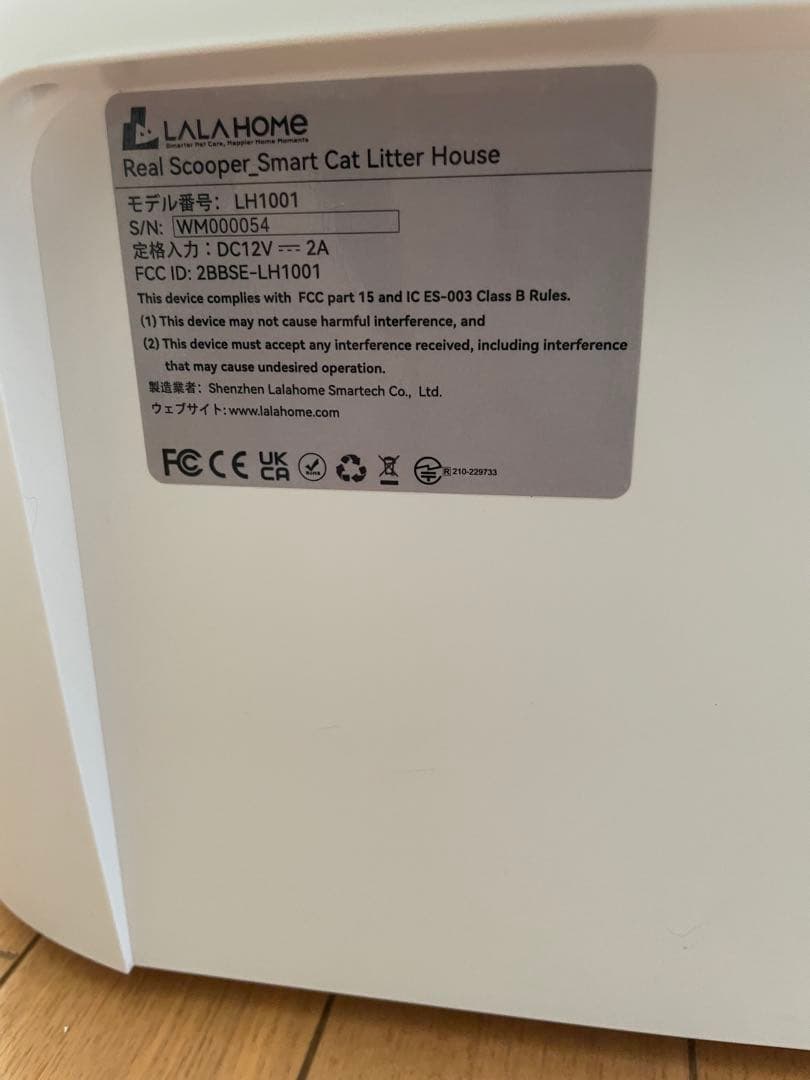 LALAHOME
Smarter Pet Care, Happier Home Moments
Real Scooper_Smart Cat Litter House
モデル番号: LH1001
S/N: WM000054
定格入力：DC12V ⎓ 2A
FCC ID: 2BBSE-LH1001
This device complies with FCC part 15 and IC ES-003 Class B Rules.
(1) This device may not cause harmful interference, and
(2) This device must accept any interference received, including interference
that may cause undesired operation.
製造業者: Shenzhen Lalahome Smartech Co., Ltd.
ウェブサイト: www.lalahome.com
FC CE UK CA RoHS R 210-229733